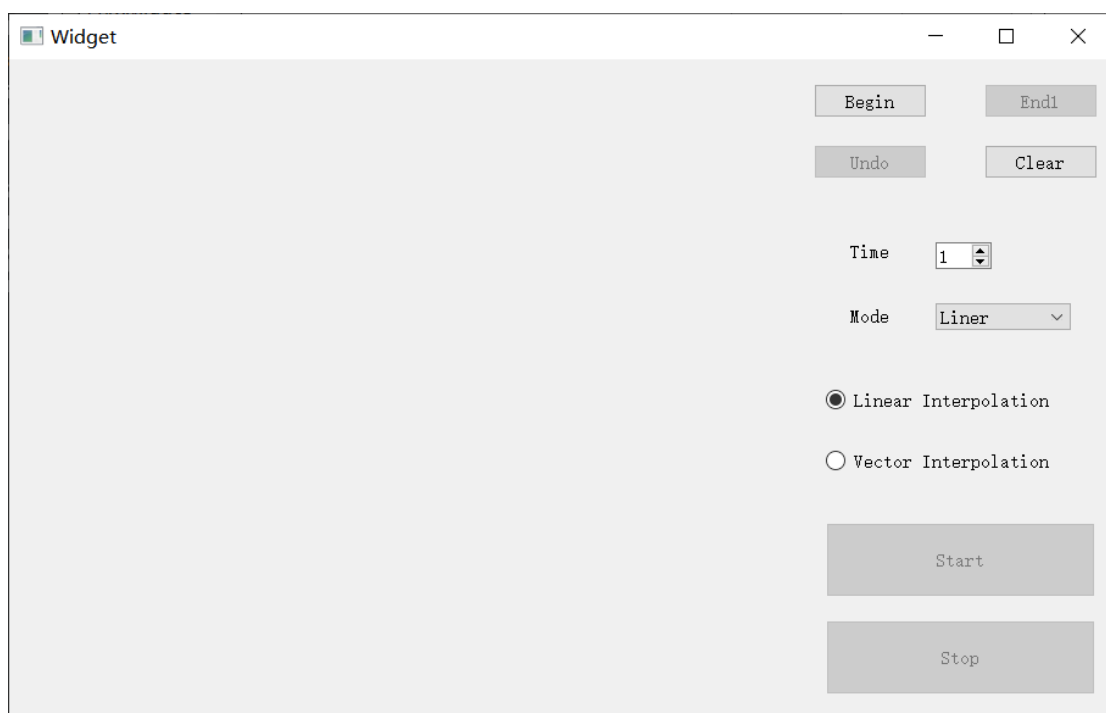 Widget
Begin
End1
Undo
Clear
Time
1
Mode
Liner
Linear Interpolation
Vector Interpolation
Start
Stop